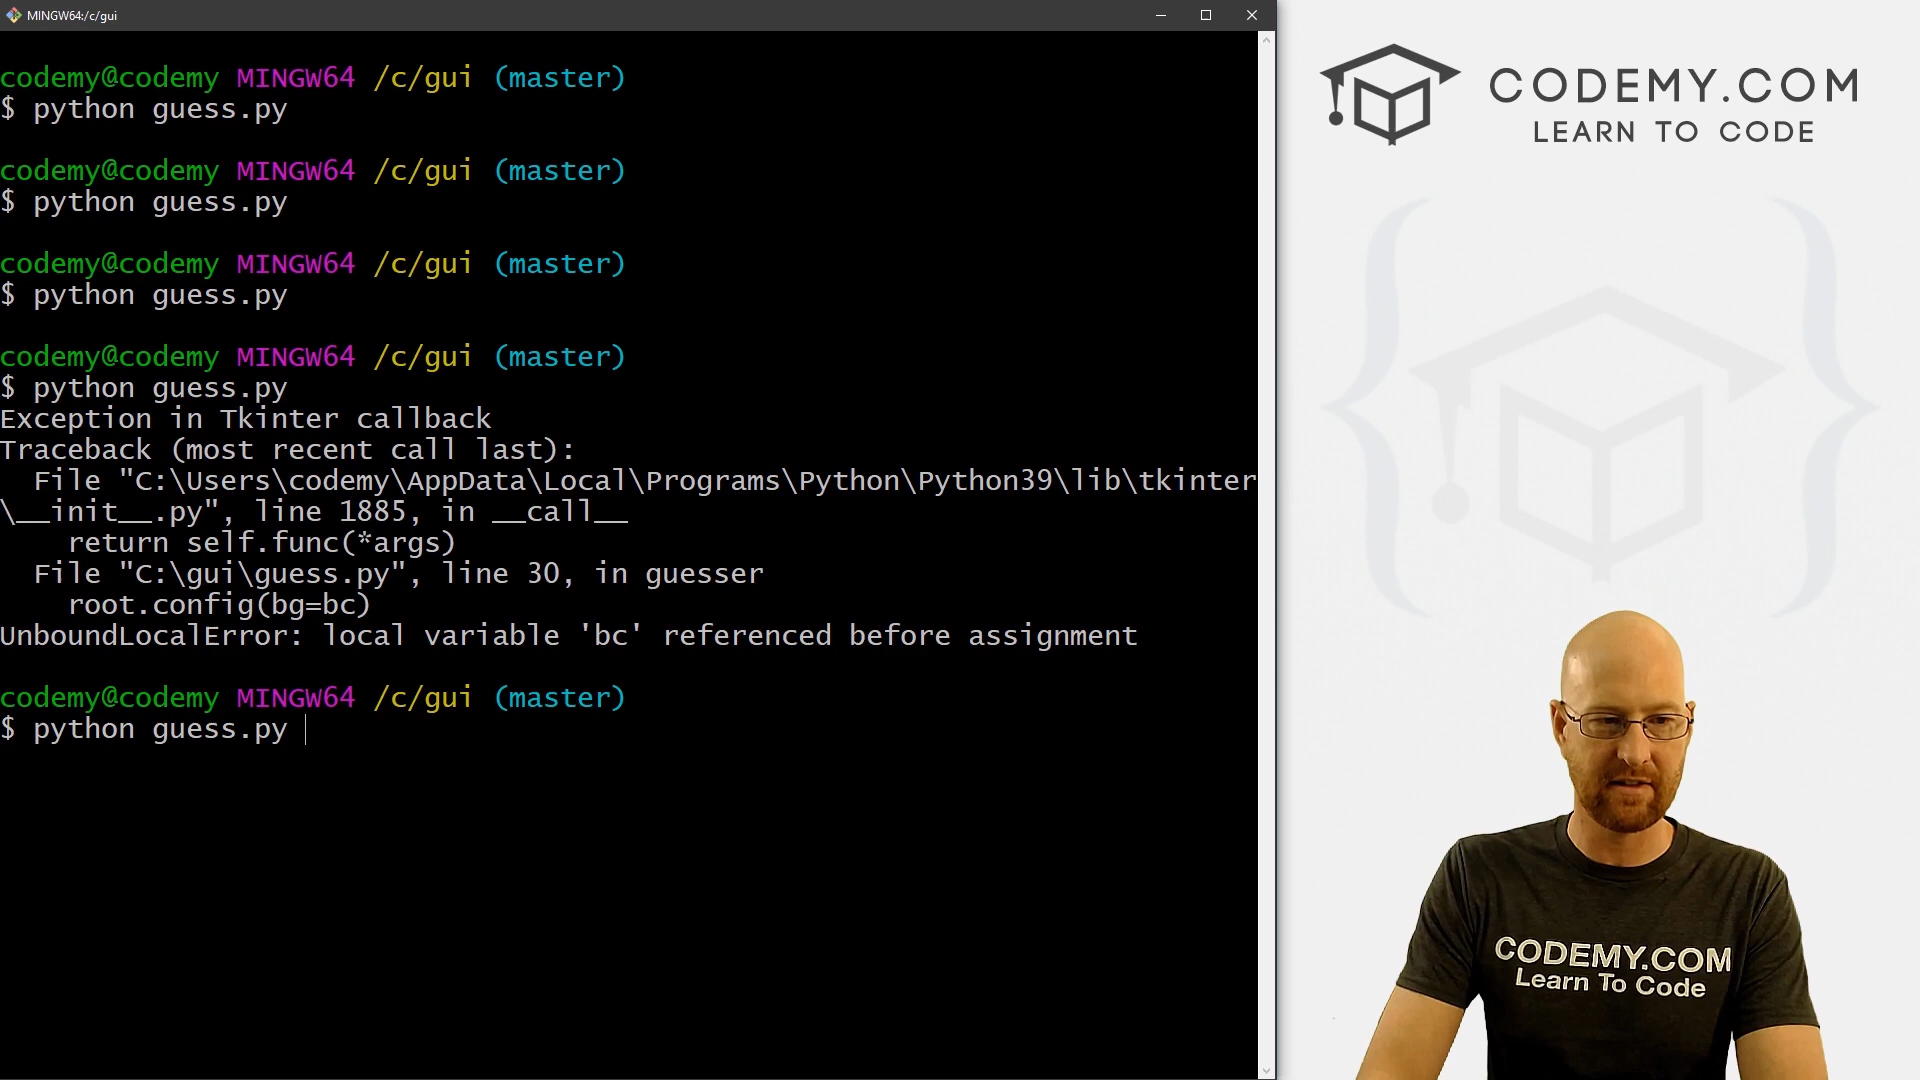 MINGW64:/c/gui
codemy@codemy MINGW64 /c/gui (master)
$ python guess.py
codemy@codemy MINGW64 /c/gui (master)
$ python guess.py
codemy@codemy MINGW64 /c/gui (master)
$ python guess.py
codemy@codemy MINGW64 /c/gui (master)
$ python guess.py
Exception in Tkinter callback
Traceback (most recent call last):
  File "C:\Users\codemy\AppData\Local\Programs\Python\Python39\lib\tkinter
\__init__.py", line 1885, in __call__
    return self.func(*args)
  File "C:\gui\guess.py", line 30, in guesser
    root.config(bg=bc)
UnboundLocalError: local variable 'bc' referenced before assignment
codemy@codemy MINGW64 /c/gui (master)
$ python guess.py
CODEMY.COM
LEARN TO CODE
CODEMY.COM
Learn To Code